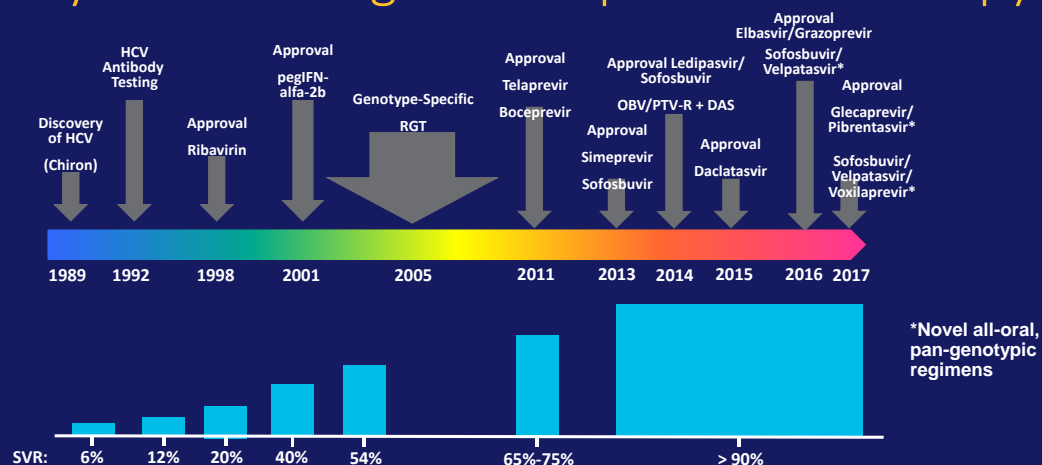 HCV
Antibody
Testing
Discovery
of HCV
(Chiron)
Approval
Ribavirin
Approval
pegIFN-
alfa-2b
Genotype-Specific
RGT
Approval
Telaprevir
Boceprevir
Approval
Simeprevir
Sofosbuvir
Approval Ledipasvir/
Sofosbuvir
OBV/PTV-R + DAS
Approval
Daclatasvir
Approval
Elbasvir/Grazoprevir
Sofosbuvir/
Velpatasvir*
Approval
Glecaprevir/
Pibrentasvir*
Sofosbuvir/
Velpatasvir/
Voxilaprevir*
1989 1992 1998 2001 2005 2011 2013 2014 2015 2016 2017
*Novel all-oral,
pan-genotypic
regimens
SVR: 6% 12% 20% 40% 54% 65%-75% > 90%